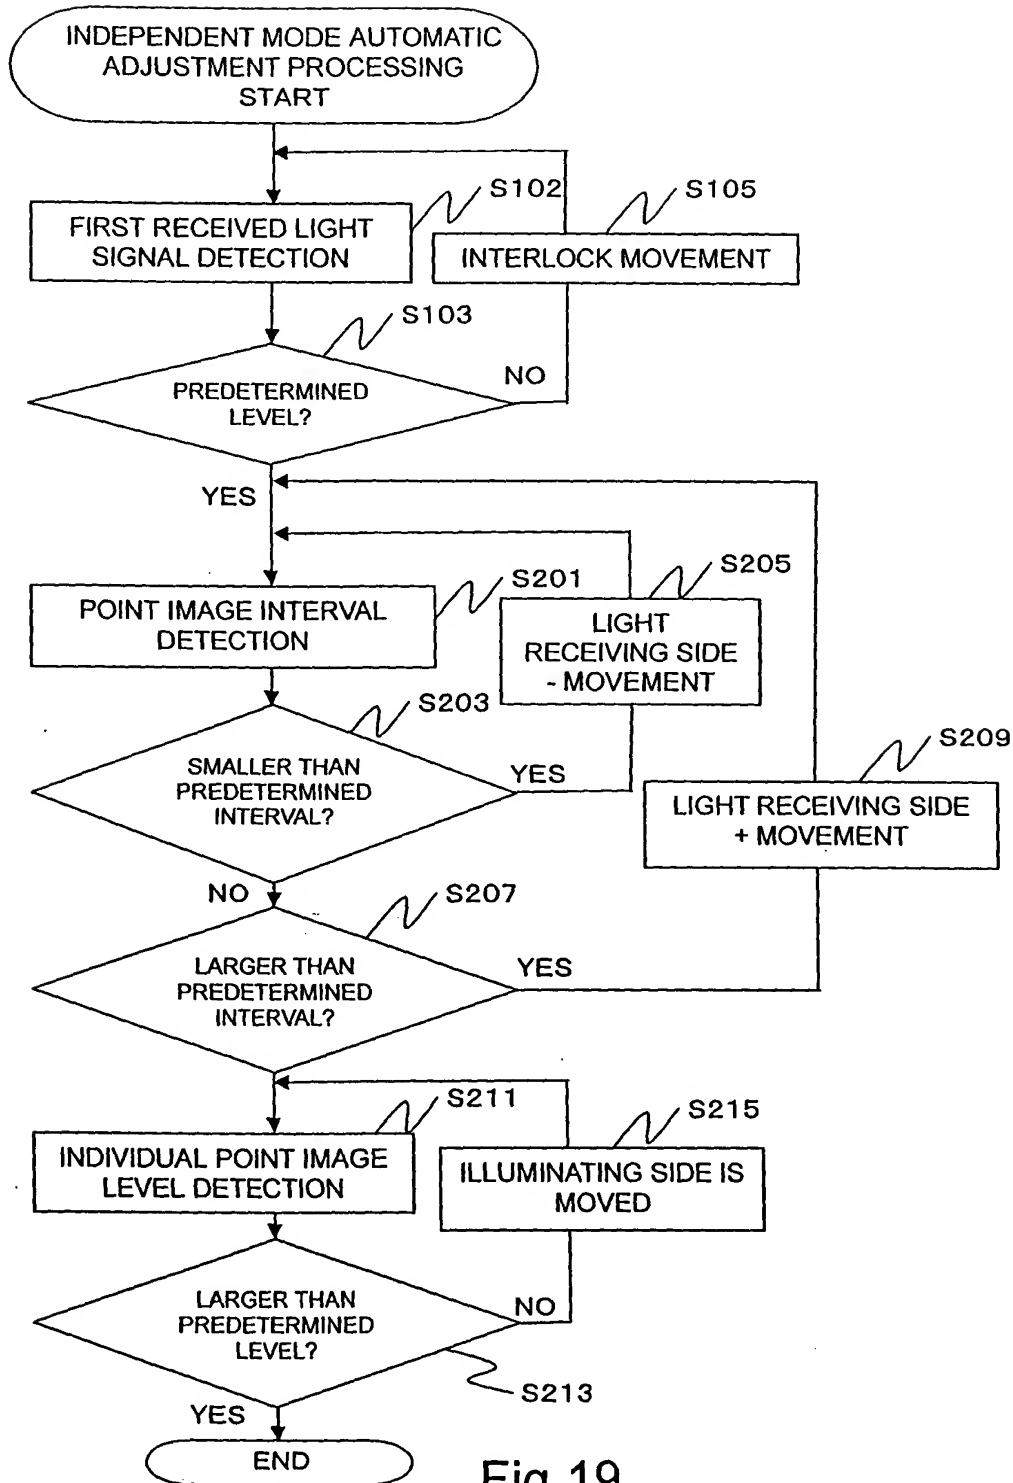 INDEPENDENT MODE AUTOMATIC
ADJUSTMENT PROCESSING
START
S102
S105
FIRST RECEIVED LIGHT
SIGNAL DETECTION
INTERLOCK MOVEMENT
S103
PREDETERMINED
LEVEL?
NO
YES
S201
S205
POINT IMAGE INTERVAL
DETECTION
LIGHT
RECEIVING SIDE
- MOVEMENT
S203
SMALLER THAN
PREDETERMINED
INTERVAL?
YES
S209
LIGHT RECEIVING SIDE
+ MOVEMENT
NO
S207
LARGER THAN
PREDETERMINED
INTERVAL?
YES
S211
S215
INDIVIDUAL POINT IMAGE
LEVEL DETECTION
ILLUMINATING SIDE IS
MOVED
LARGER THAN
PREDETERMINED
LEVEL?
NO
S213
YES
END
Fig.19